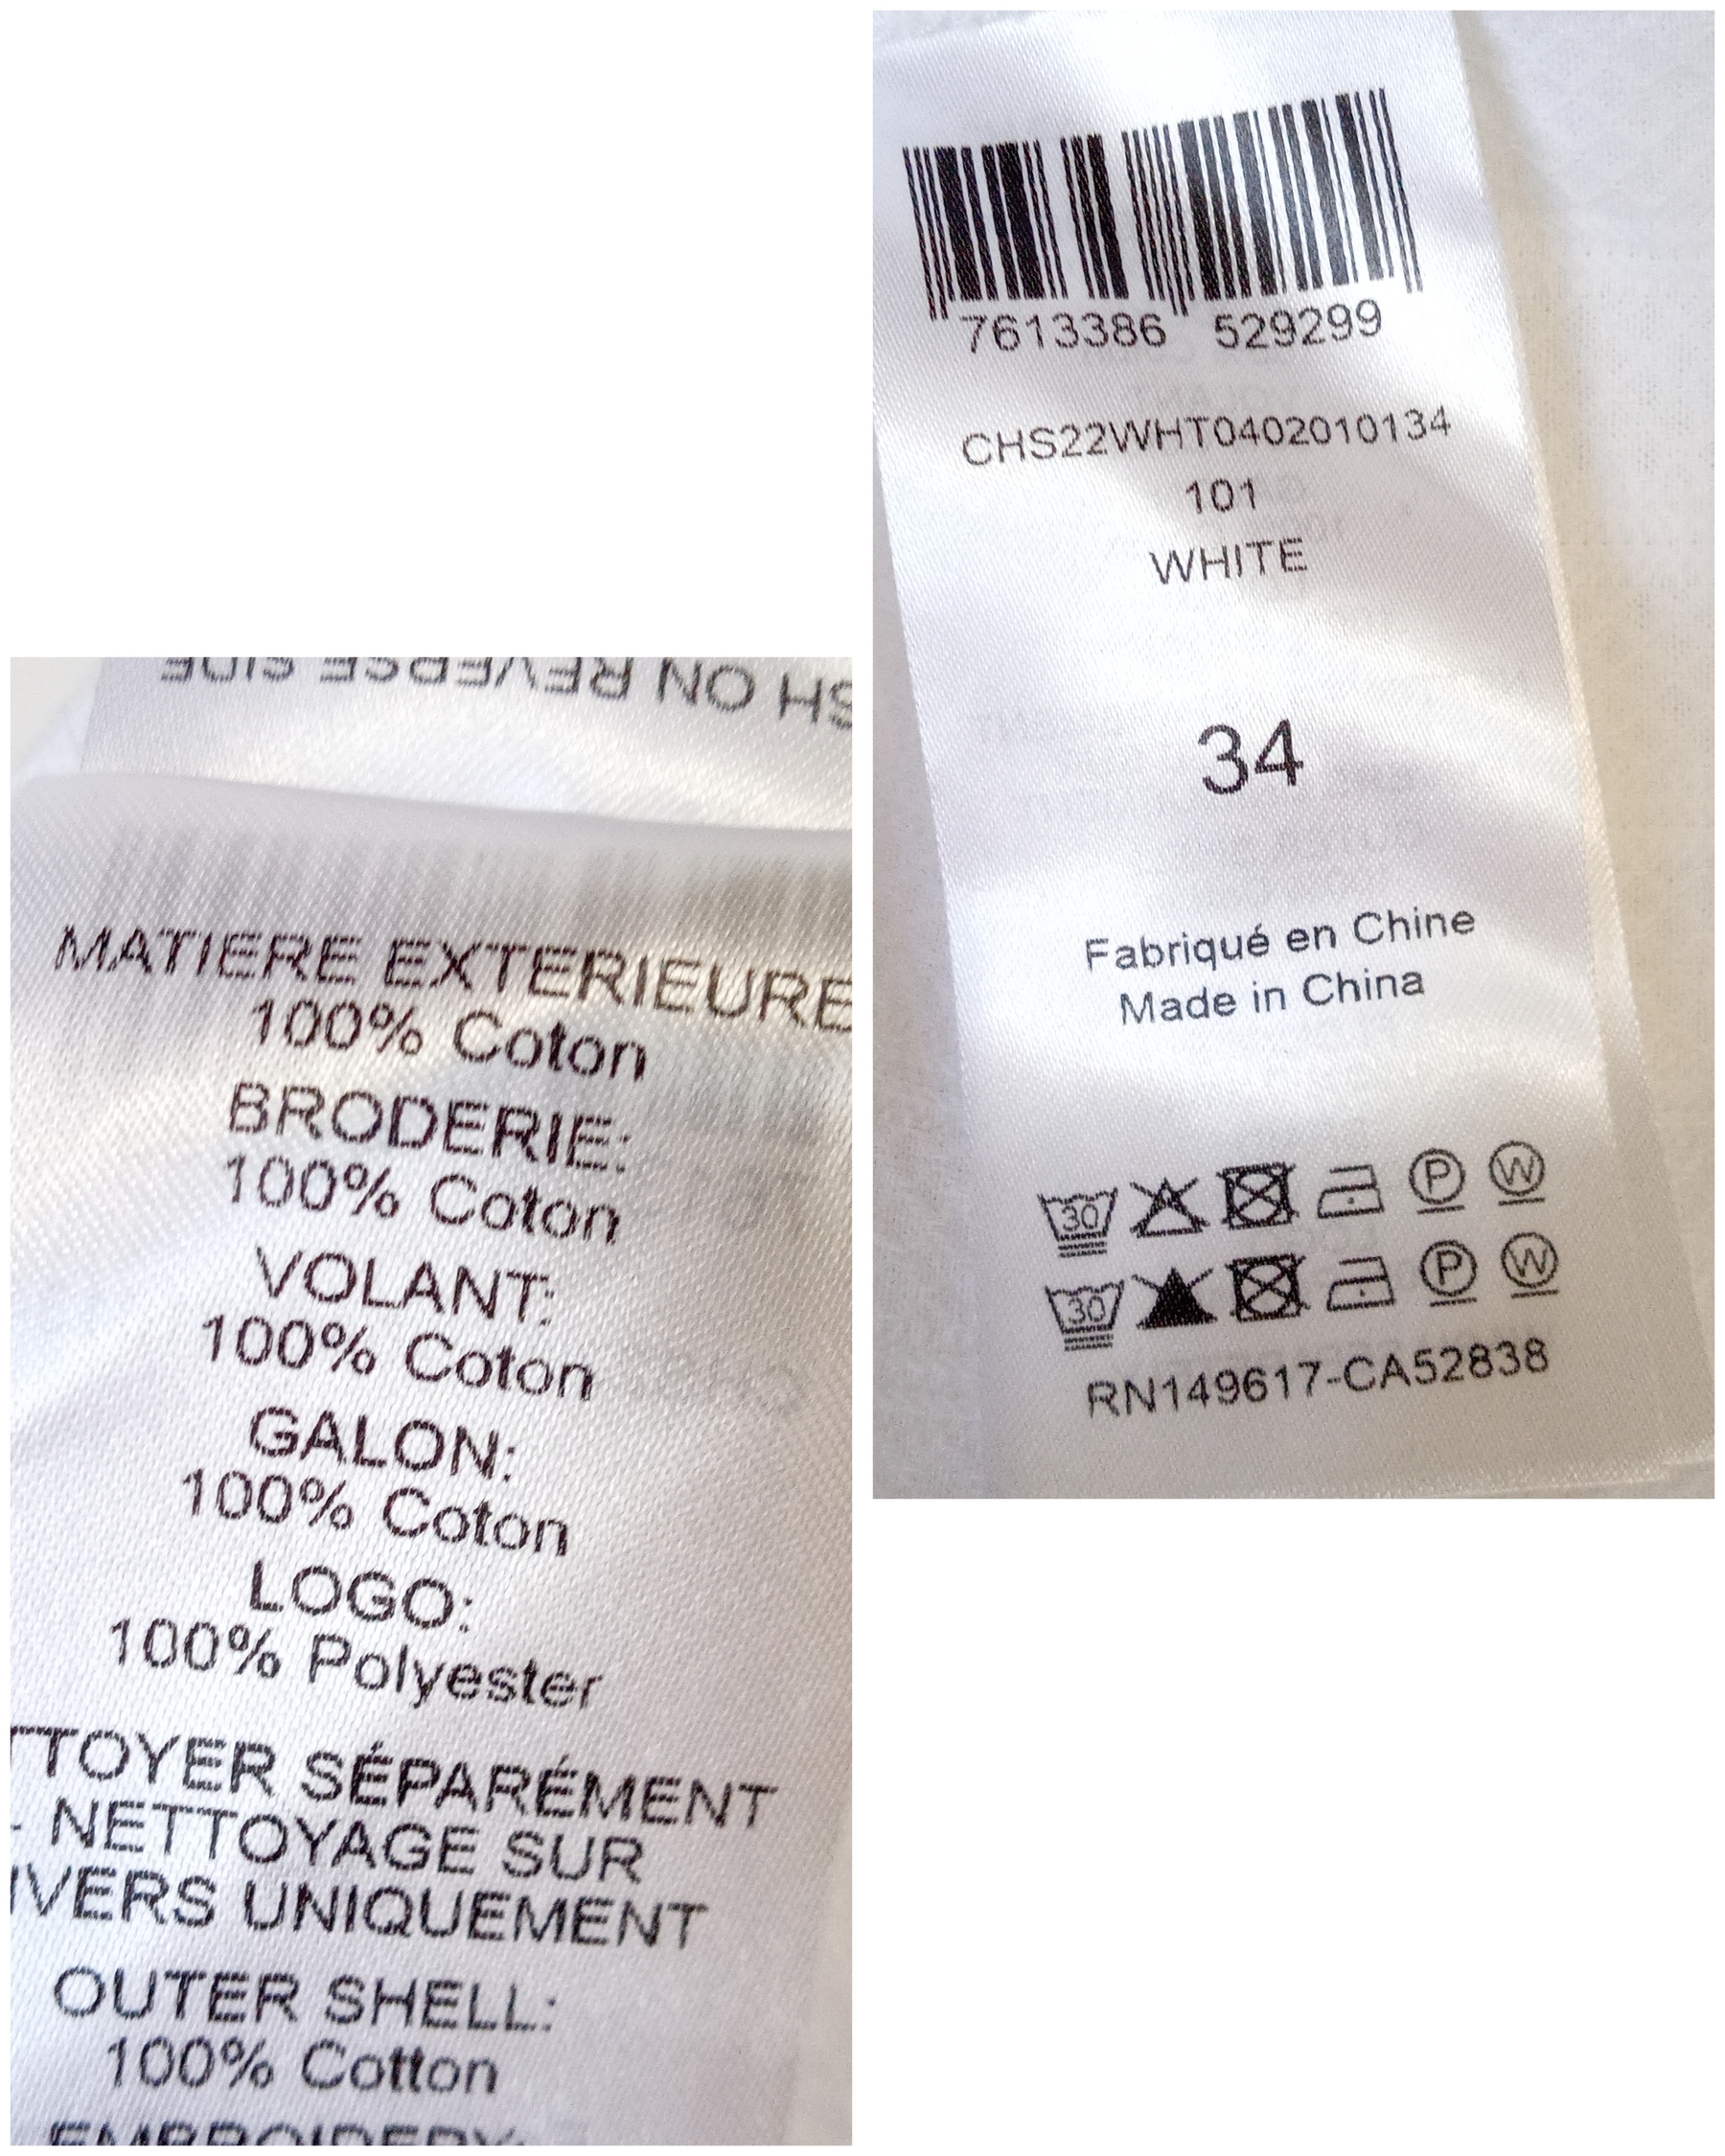 SH ON REVERSE SIDE
MATIERE EXTERIEURE
100% Coton
BRODERIE:
100% Coton
VOLANT:
100% Coton
GALON:
100% Coton
LOGO:
100% Polyester
TTOYER SÉPARÉMENT
- NETTOYAGE SUR
VERS UNIQUEMENT
OUTER SHELL:
100% Cotton
EMBROIDERY:
7613386 529299
CHS22WHT0402010134
101
WHITE
34
Fabriqué en Chine
Made in China
30 P W
30 P W
RN149617-CA52838